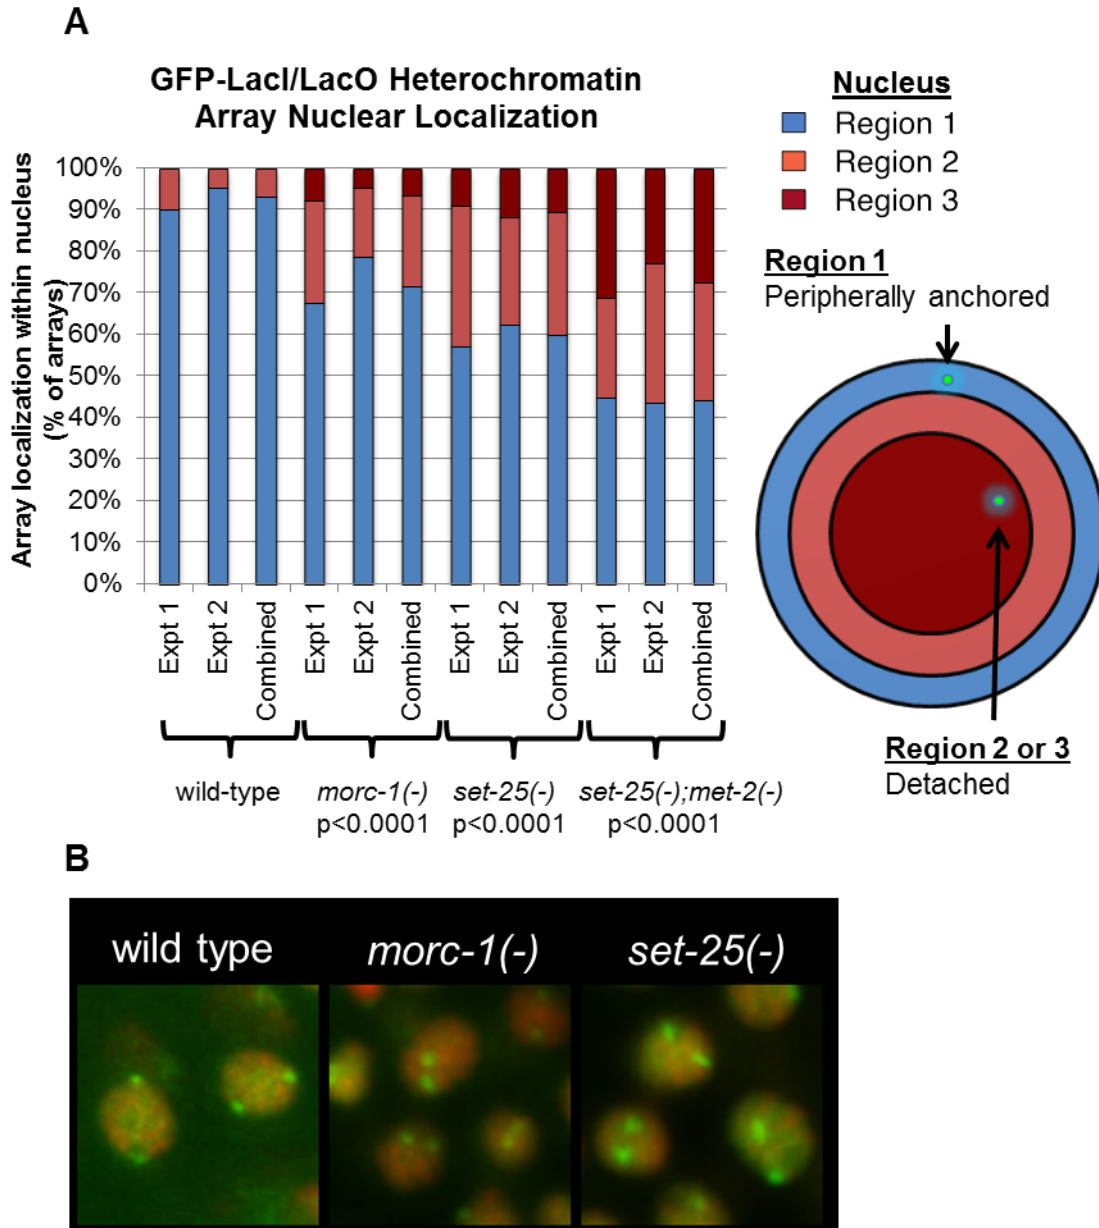 A
GFP-LacI/LacO Heterochromatin
Array Nuclear Localization
Array localization within nucleus
(% of arrays)
100%
90%
80%
70%
60%
50%
40%
30%
20%
10%
0%
Expt 1
Expt 2
Combined
Expt 1
Expt 2
Combined
Expt 1
Expt 2
Combined
Expt 1
Expt 2
Combined
wild-type
morc-1(-)
p<0.0001
set-25(-)
p<0.0001
set-25(-);met-2(-)
p<0.0001
Nucleus
Region 1
Region 2
Region 3
Region 1
Peripherally anchored
Region 2 or 3
Detached
B
wild type
morc-1(-)
set-25(-)